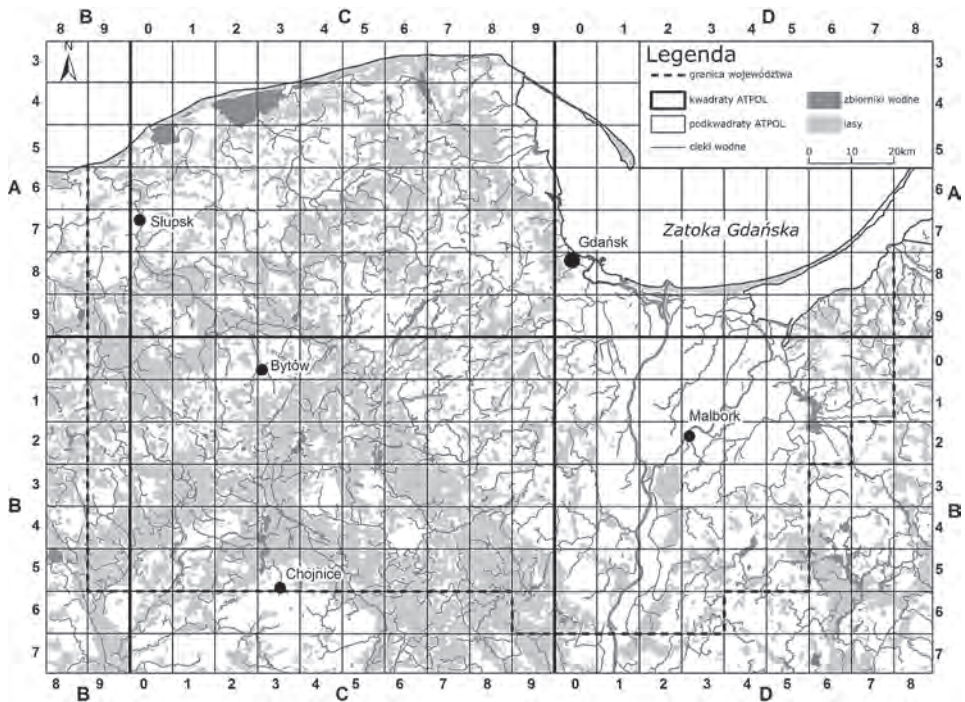 B C D
8 9 0 1 2 3 4 5 6 7 8 9 0 1 2 3 4 5 6 7 8
N
Legenda
granica województwa
kwadraty ATPOL
zbiorniki wodne
podkwadraty ATPOL
lasy
cieki wodne
0 10 20km
3 3
4 4
5 5
A 6 6 A
7 7
8 8
9 9
0 0
1 1
2 2
3 3
B 4 4 B
5 5
6 6
7 7
Słupsk
Gdańsk
Zatoka Gdańska
Bytów
Malbork
Chojnice
8 9 0 1 2 3 4 5 6 7 8 9 0 1 2 3 4 5 6 7 8
B C D